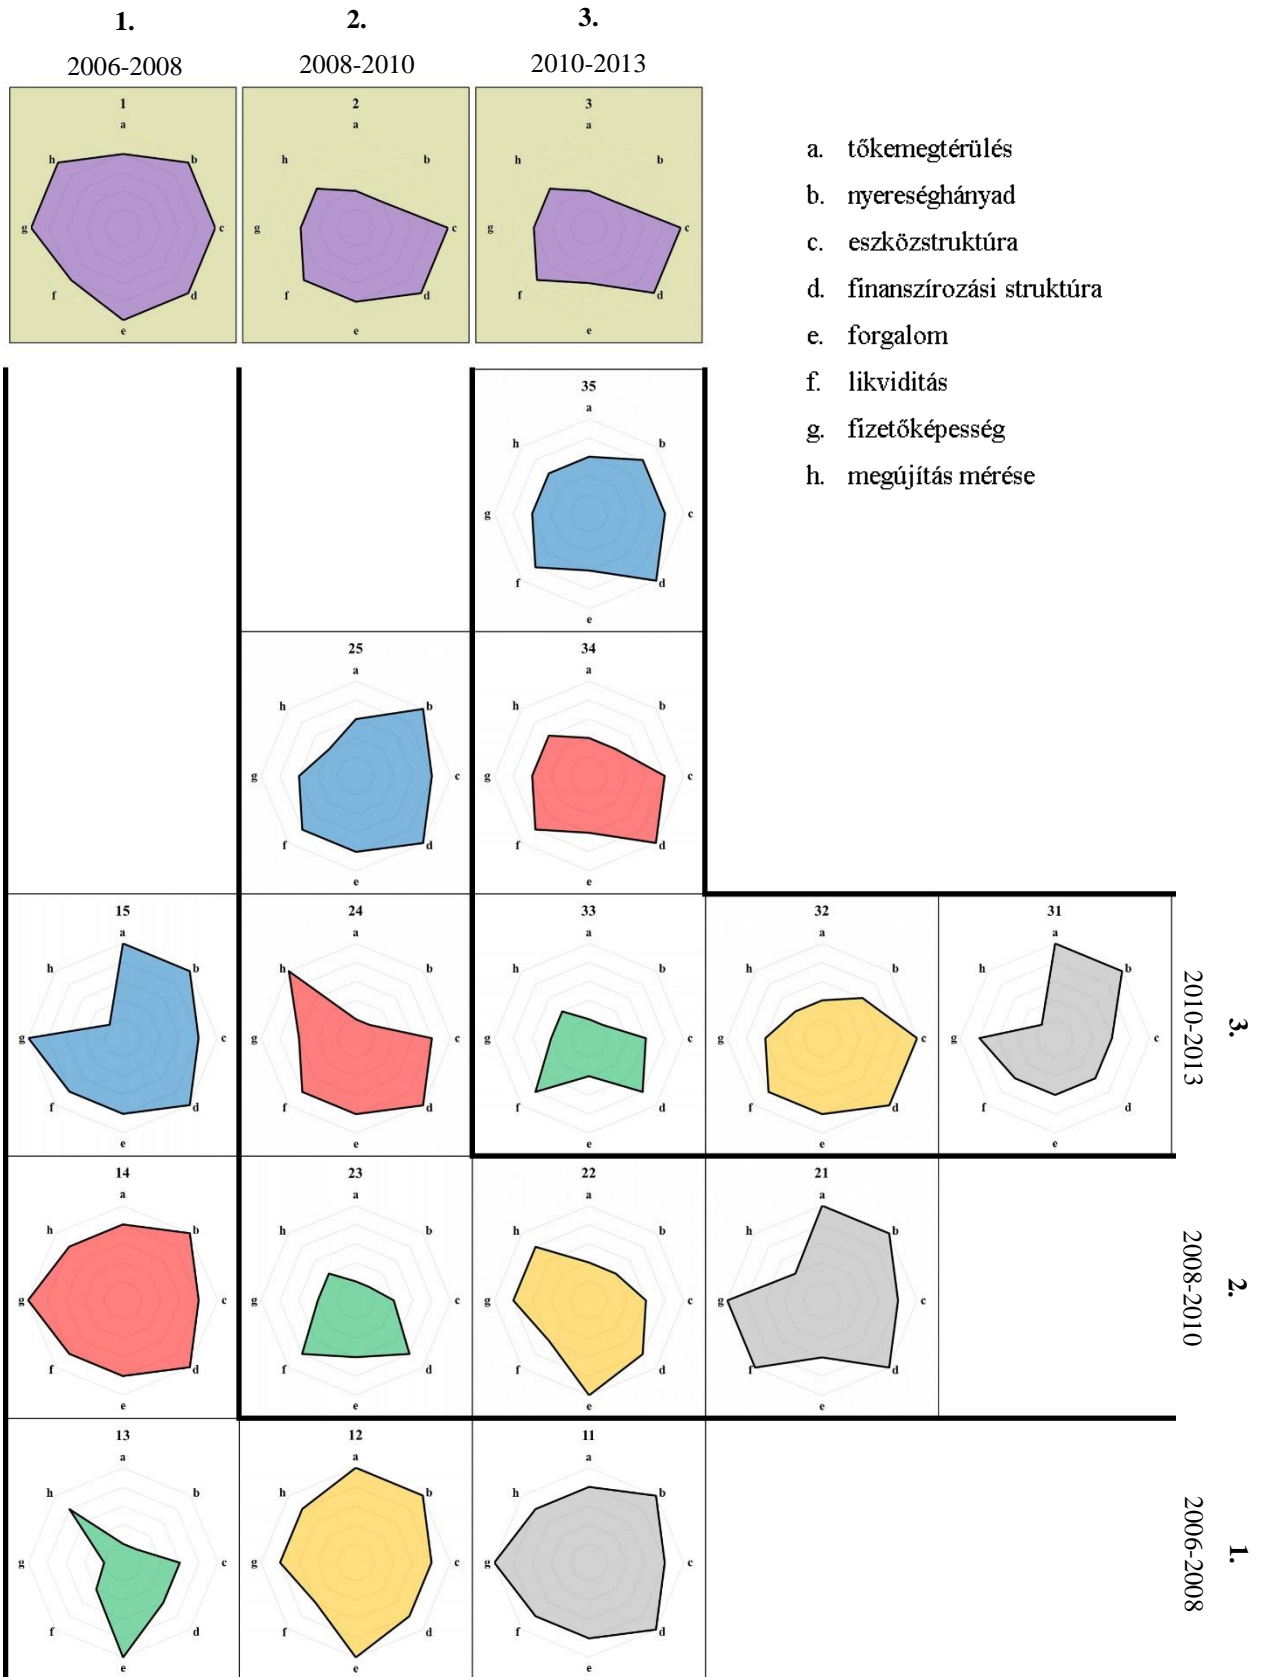 1.
2.
3.
2006-2008
2008-2010
2010-2013
1
a
b
c
d
e
f
g
h
2
a
b
c
d
e
f
g
h
3
a
b
c
d
e
f
g
h
a. tőkemegtérülés
b. nyereséghányad
c. eszközstruktúra
d. finanszírozási struktúra
e. forgalom
f. likviditás
g. fizetőképesség
h. megújítás mérése
35
a
b
c
d
e
f
g
h
25
a
b
c
d
e
f
g
h
34
a
b
c
d
e
f
g
h
15
a
b
c
d
e
f
g
h
24
a
b
c
d
e
f
g
h
33
a
b
c
d
e
f
g
h
32
a
b
c
d
e
f
g
h
31
a
b
c
d
e
f
g
h
2010-2013
3.
14
a
b
c
d
e
f
g
h
23
a
b
c
d
e
f
g
h
22
a
b
c
d
e
f
g
h
21
a
b
c
d
e
f
g
h
2008-2010
2.
13
a
b
c
d
e
f
g
h
12
a
b
c
d
e
f
g
h
11
a
b
c
d
e
f
g
h
2006-2008
1.